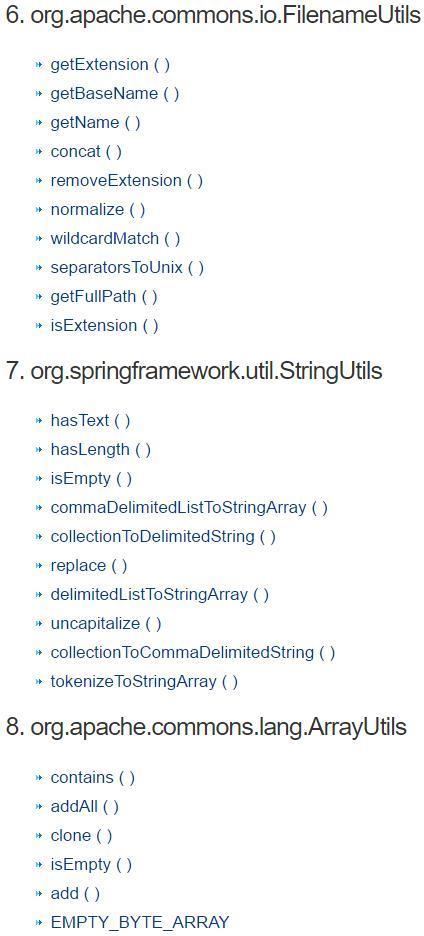 6. org.apache.commons.io.FilenameUtils
getExtension ( )
getBaseName ( )
getName ( )
concat ( )
removeExtension ( )
normalize ( )
wildcardMatch ( )
separatorsToUnix ( )
getFullPath ( )
isExtension ( )
7. org.springframework.util.StringUtils
hasText ( )
hasLength ( )
isEmpty ( )
commaDelimitedListToStringArray ( )
collectionToDelimitedString ( )
replace ( )
delimitedListToStringArray ( )
uncapitalize ( )
collectionToCommaDelimitedString ( )
tokenizeToStringArray ( )
8. org.apache.commons.lang.ArrayUtils
contains ( )
addAll ( )
clone ( )
isEmpty ( )
add ( )
EMPTY_BYTE_ARRAY